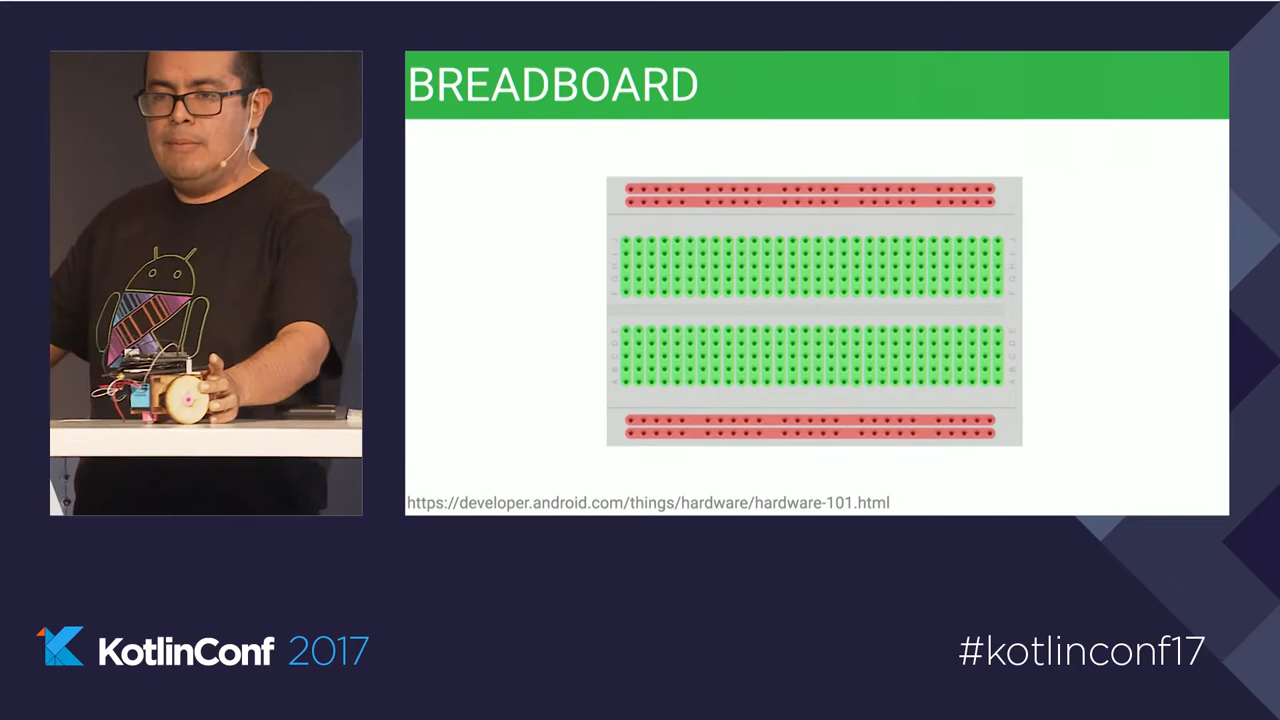 BREADBOARD
F G H I J
F G H I J
A B C D E
A B C D E
https://developer.android.com/things/hardware/hardware-101.html
KotlinConf 2017
#kotlinconf17